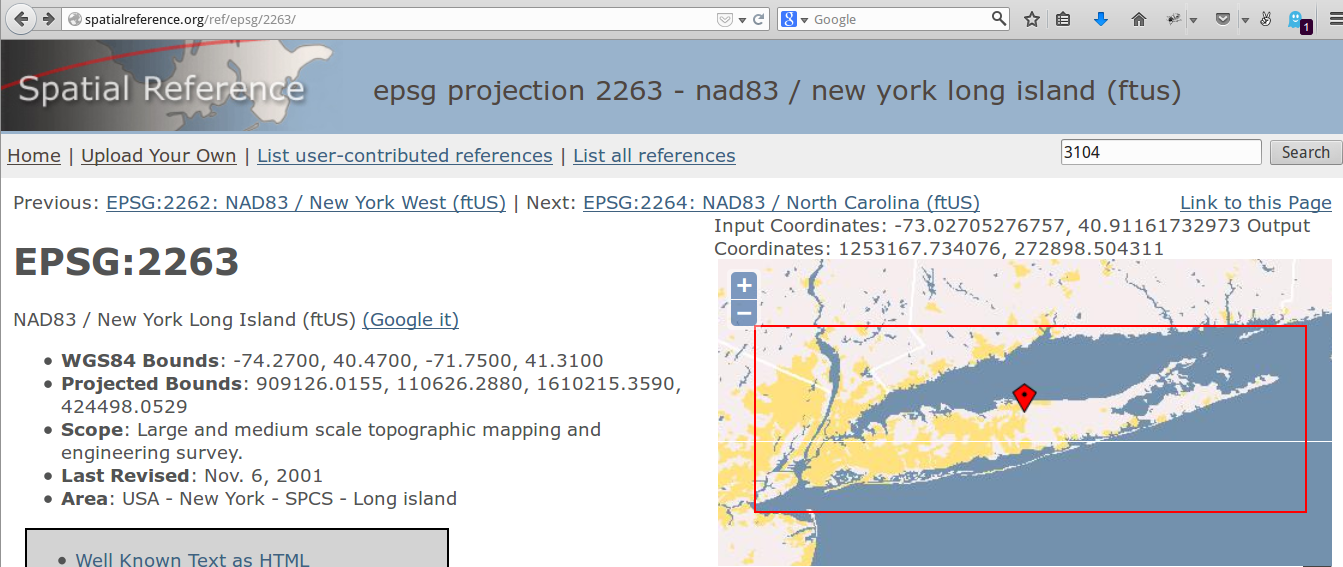 spatialreference.org/ref/epsg/2263/
Google
1
Spatial Reference
epsg projection 2263 - nad83 / new york long island (ftus)
Home | Upload Your Own | List user-contributed references | List all references
3104
Search
Previous: EPSG:2262: NAD83 / New York West (ftUS) | Next: EPSG:2264: NAD83 / North Carolina (ftUS)
Link to this Page
Input Coordinates: -73.02705276757, 40.91161732973 Output
Coordinates: 1253167.734076, 272898.504311
+
−
EPSG:2263
NAD83 / New York Long Island (ftUS) (Google it)
• WGS84 Bounds: -74.2700, 40.4700, -71.7500, 41.3100
• Projected Bounds: 909126.0155, 110626.2880, 1610215.3590,
424498.0529
• Scope: Large and medium scale topographic mapping and
engineering survey.
• Last Revised: Nov. 6, 2001
• Area: USA - New York - SPCS - Long island
• Well Known Text as HTML